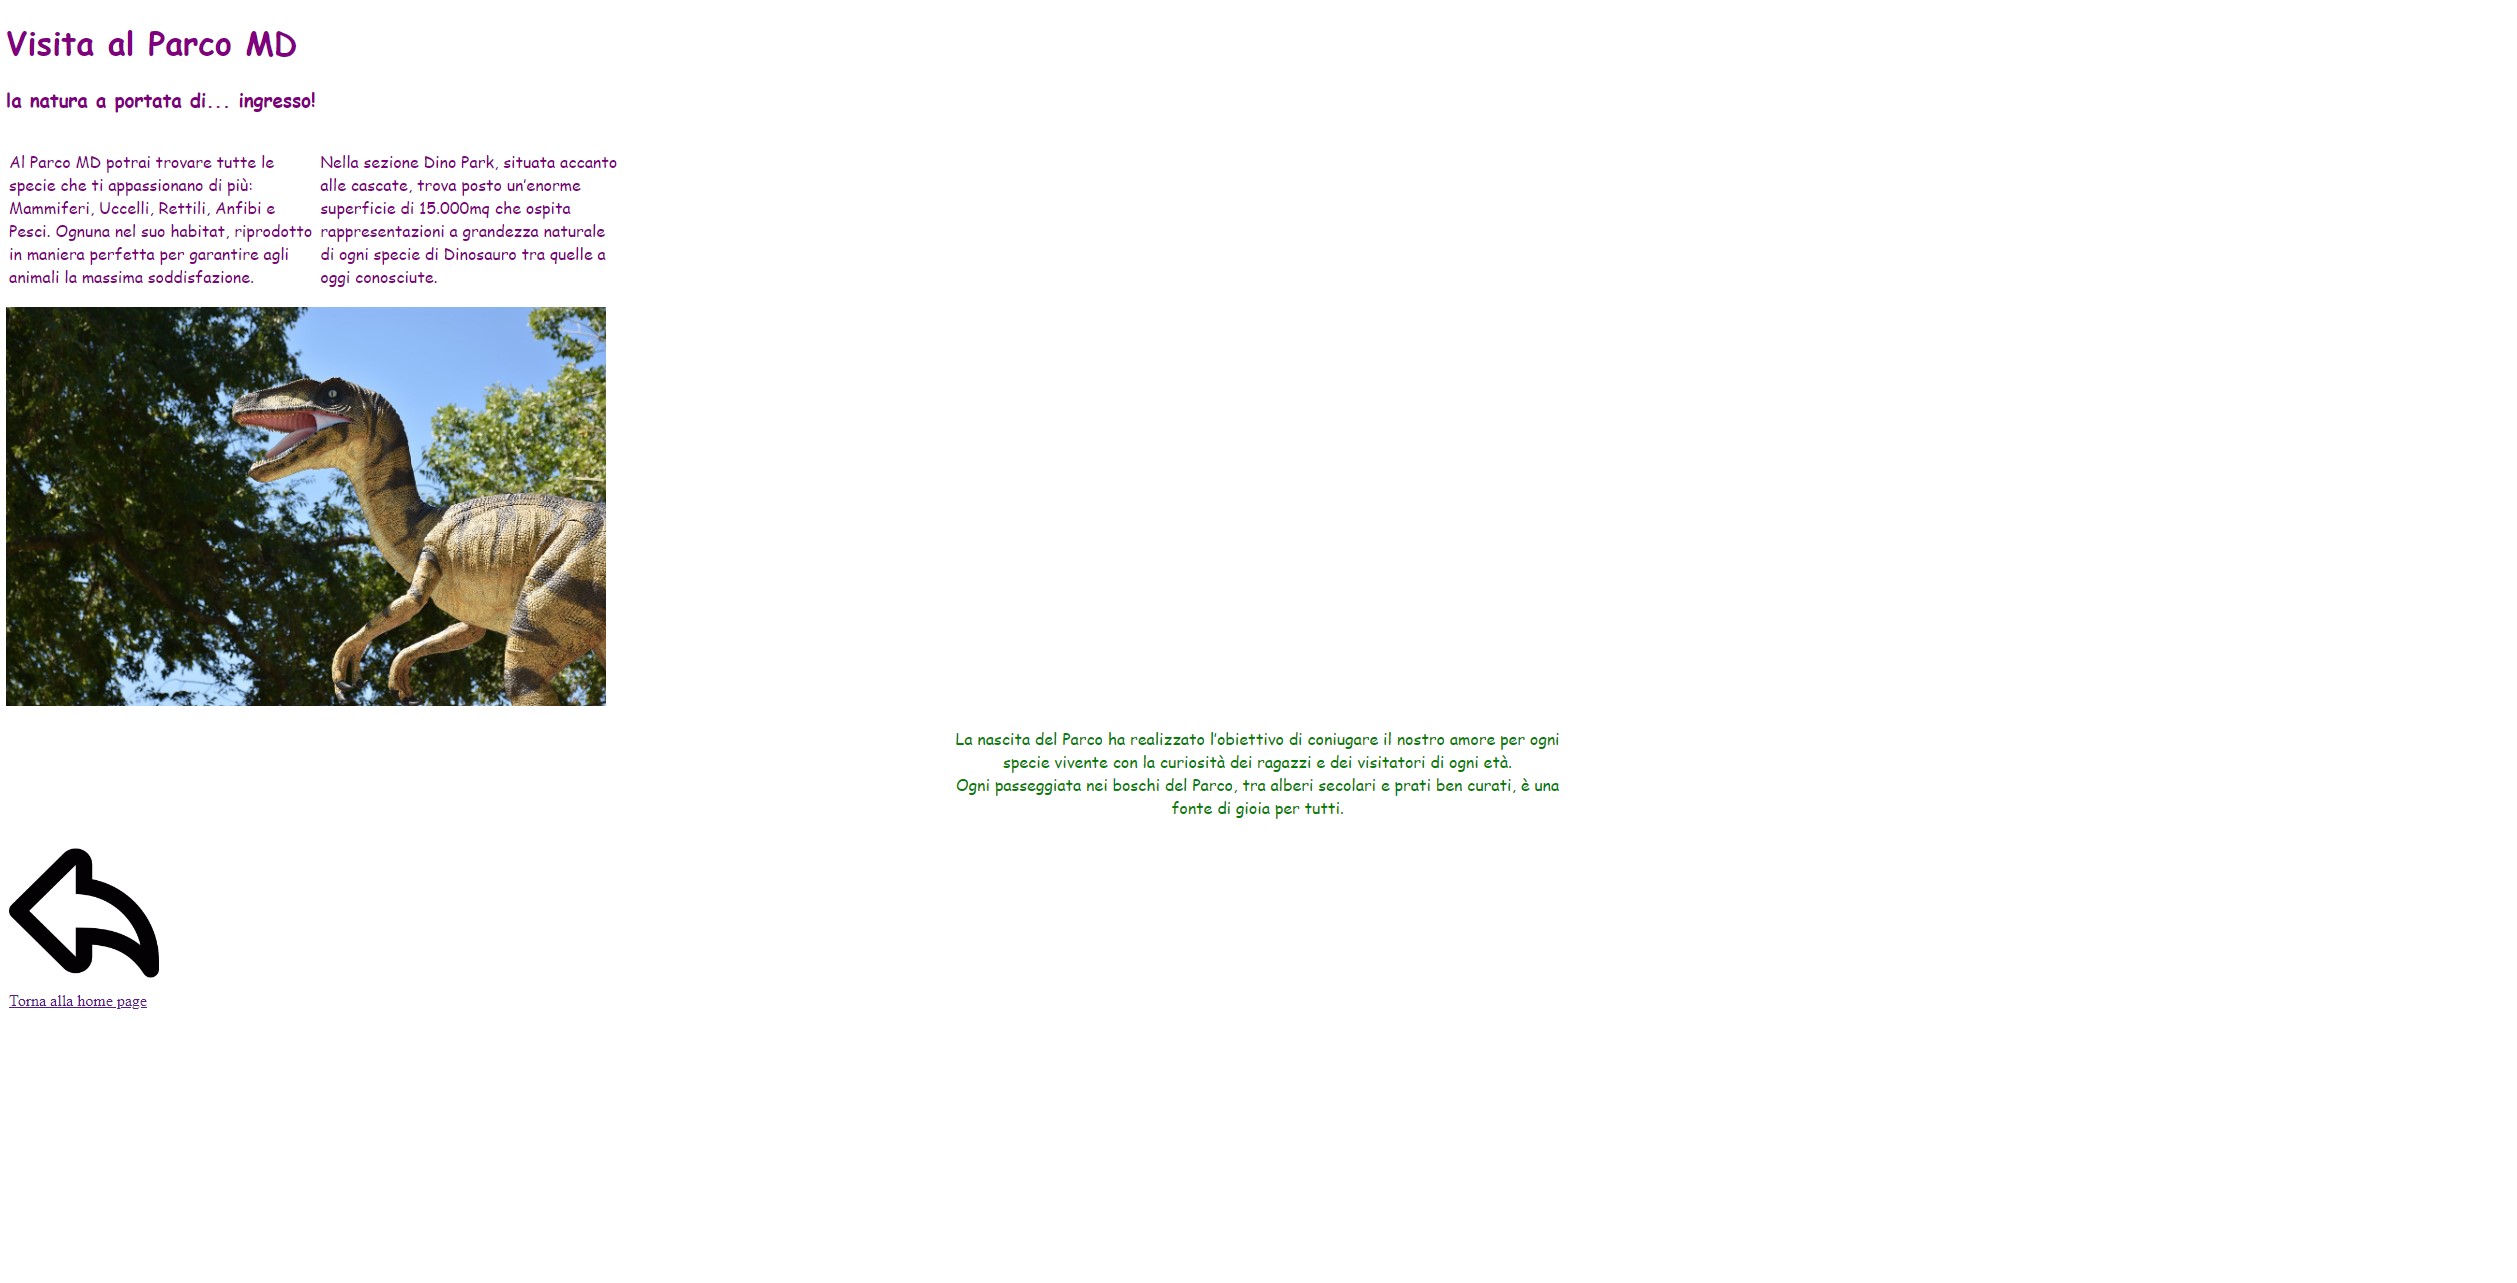 Visita al Parco MD
la natura a portata di... ingresso!
Al Parco MD potrai trovare tutte le
specie che ti appassionano di più:
Mammiferi, Uccelli, Rettili, Anfibi e
Pesci. Ognuna nel suo habitat, riprodotto
in maniera perfetta per garantire agli
animali la massima soddisfazione.
Nella sezione Dino Park, situata accanto
alle cascate, trova posto un'enorme
superficie di 15.000mq che ospita
rappresentazioni a grandezza naturale
di ogni specie di Dinosauro tra quelle a
oggi conosciute.
La nascita del Parco ha realizzato l'obiettivo di coniugare il nostro amore per ogni
specie vivente con la curiosità dei ragazzi e dei visitatori di ogni età.
Ogni passeggiata nei boschi del Parco, tra alberi secolari e prati ben curati, è una
fonte di gioia per tutti.
Torna alla home page